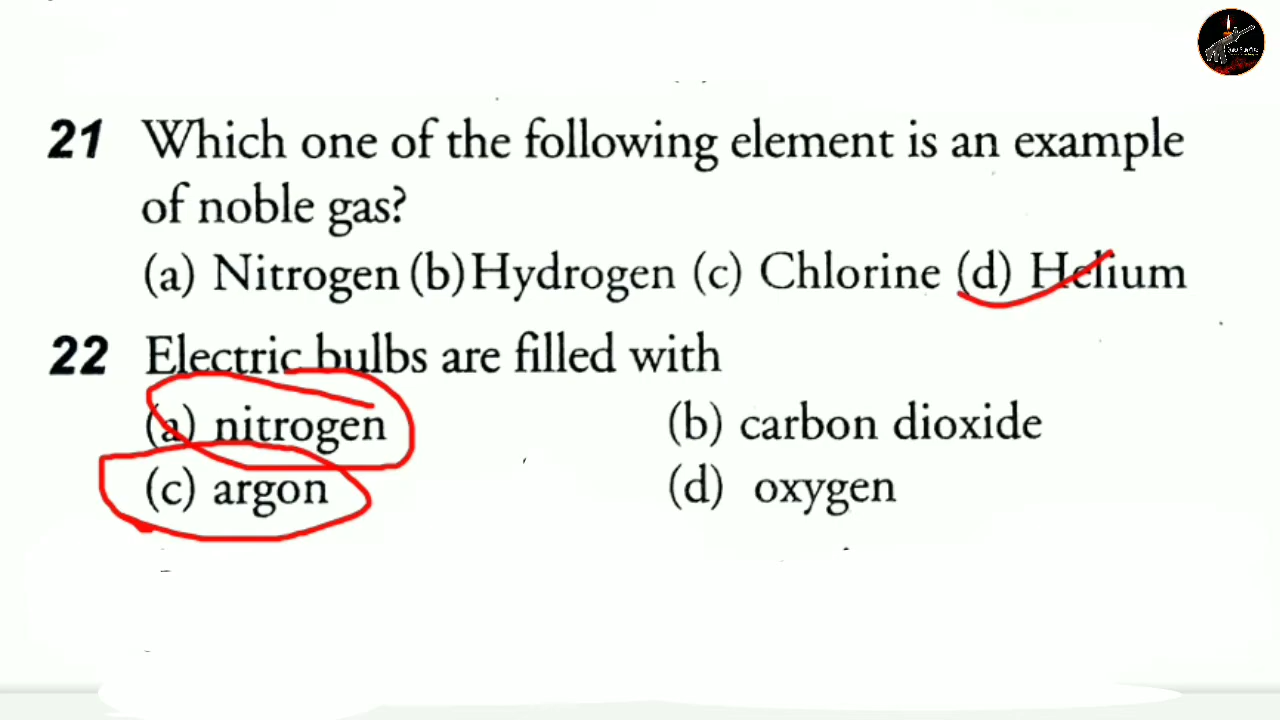 21 Which one of the following element is an example
of noble gas?
(a) Nitrogen (b) Hydrogen (c) Chlorine (d) Helium
22 Electric bulbs are filled with
(a) nitrogen (b) carbon dioxide
(c) argon (d) oxygen